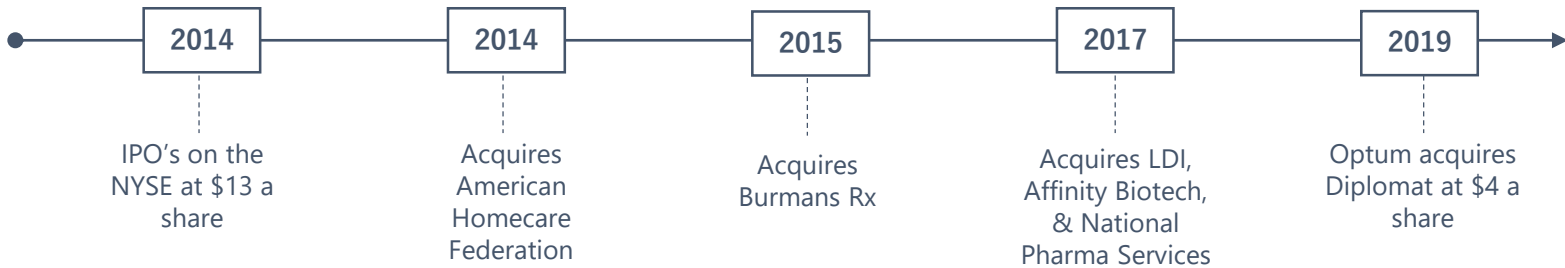 2014
IPO’s on the
NYSE at $13 a
share
2014
Acquires
American
Homecare
Federation
2015
Acquires
Burmans Rx
2017
Acquires LDI,
Affinity Biotech,
& National
Pharma Services
2019
Optum acquires
Diplomat at $4 a
share